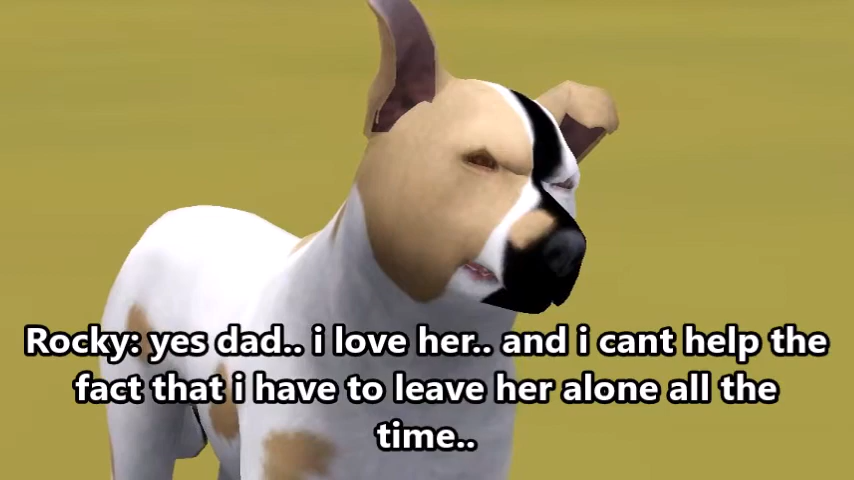 Rocky: yes dad.. i love her.. and i cant help the
fact that i have to leave her alone all the
time..